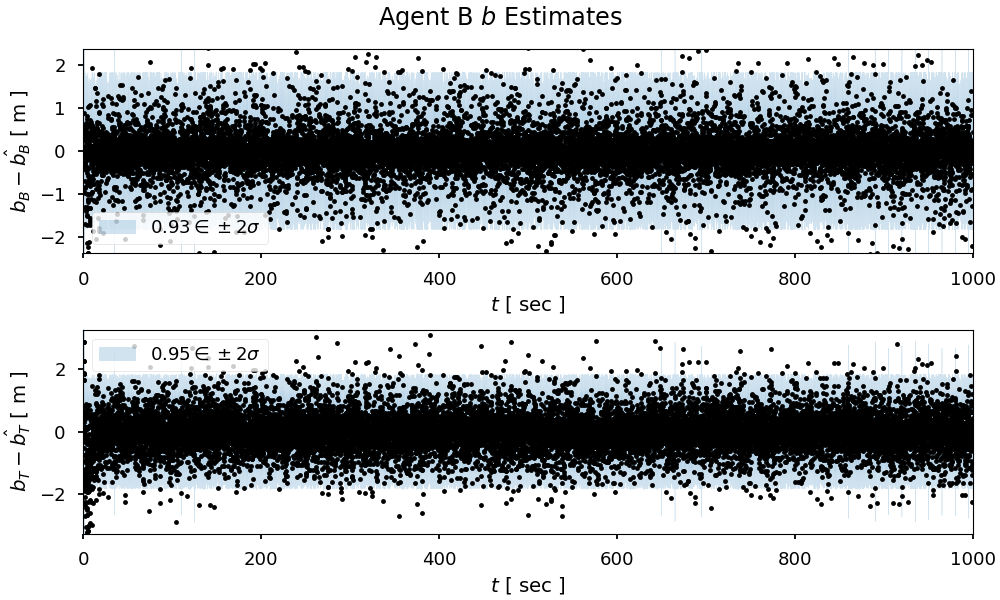 Agent B b Estimates
b_B − b̂_B [ m ]
2
1
0
−1
−2
0.93 ∈ ±2σ
0 200 400 600 800 1000
t [ sec ]
b_T − b̂_T [ m ]
2
0
−2
0.95 ∈ ±2σ
0 200 400 600 800 1000
t [ sec ]